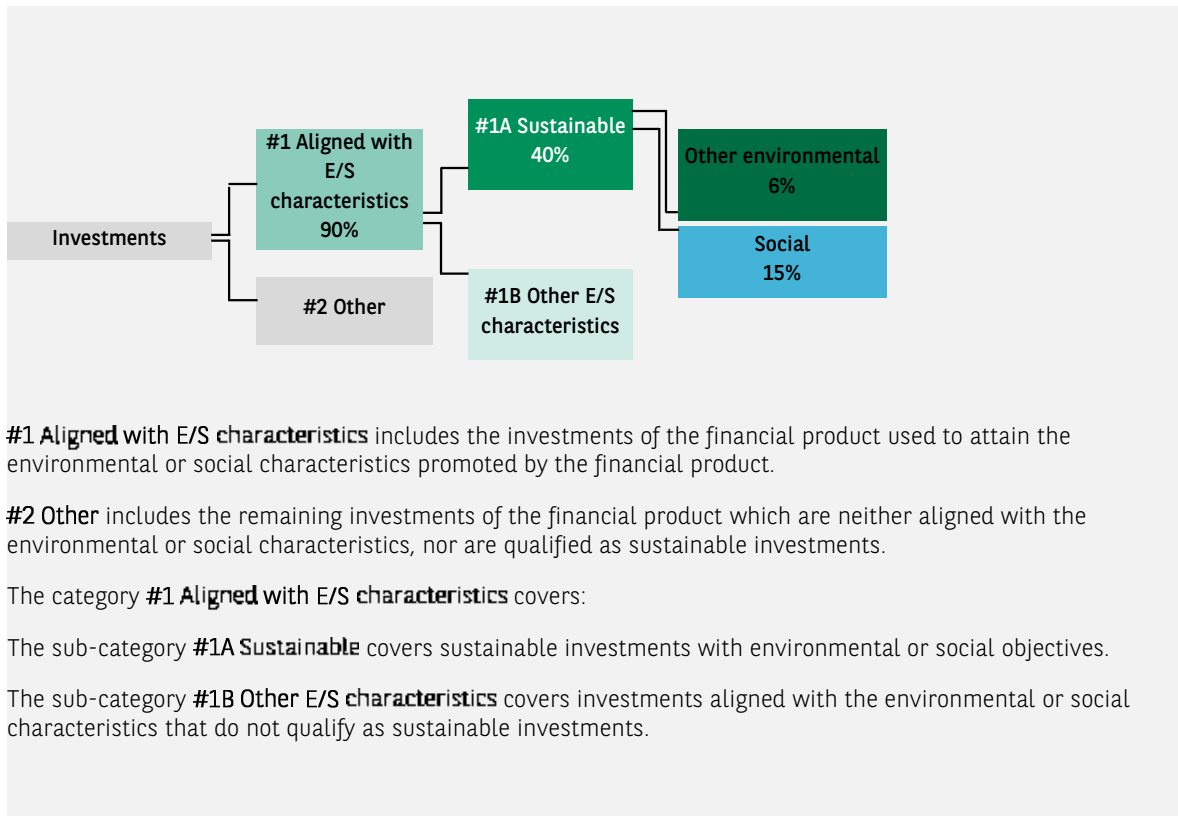 Investments
#1 Aligned with
E/S
characteristics
90%
#2 Other
#1A Sustainable
40%
#1B Other E/S
characteristics
Other environmental
6%
Social
15%
#1 Aligned with E/S characteristics includes the investments of the financial product used to attain the
environmental or social characteristics promoted by the financial product.
#2 Other includes the remaining investments of the financial product which are neither aligned with the
environmental or social characteristics, nor are qualified as sustainable investments.
The category #1 Aligned with E/S characteristics covers:
The sub-category #1A Sustainable covers sustainable investments with environmental or social objectives.
The sub-category #1B Other E/S characteristics covers investments aligned with the environmental or social
characteristics that do not qualify as sustainable investments.